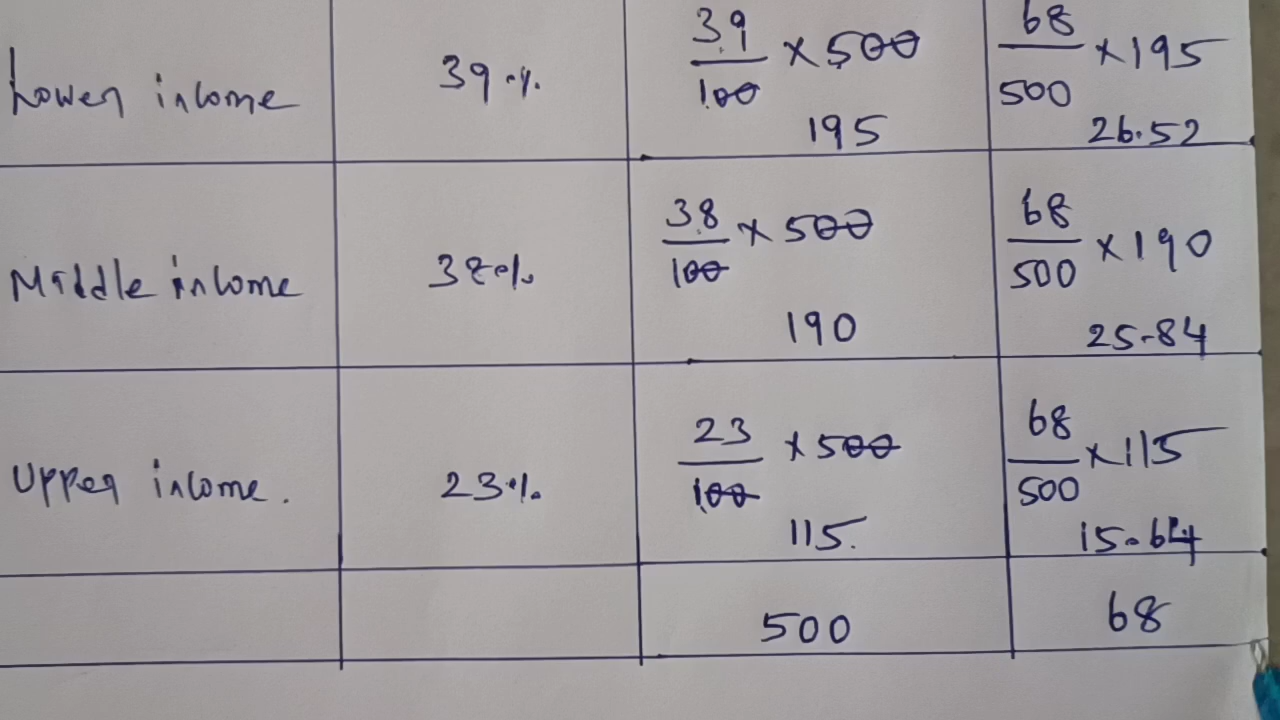 Lower income 39% 39/100 × 500 68/500 × 195
195 26.52
Middle income 38% 38/100 × 500 68/500 × 190
190 25.84
Upper income. 23% 23/100 × 500 68/500 × 115
115. 15.64
500 68